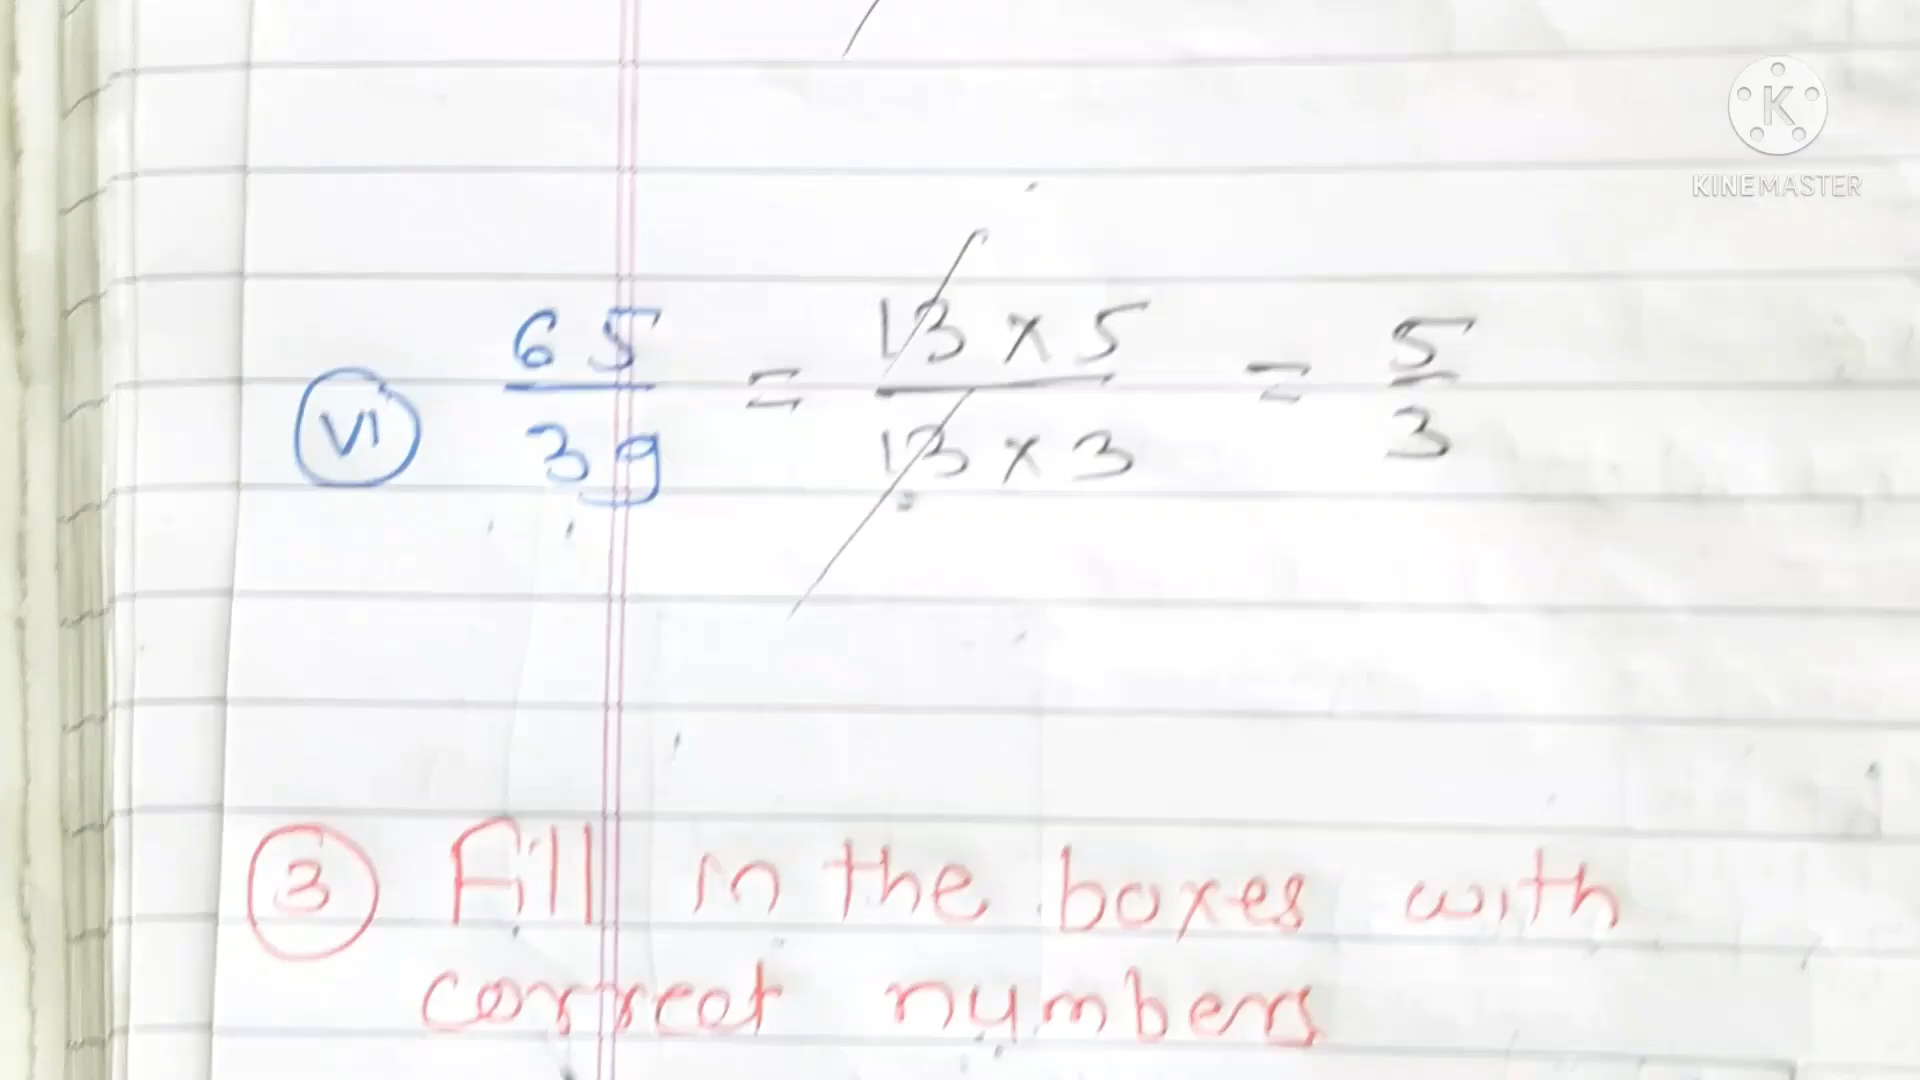 K
KINEMASTER
VI 65/39 = 13 x 5/13 x 3 = 5/3
3 Fill in the boxes with
correct numbers